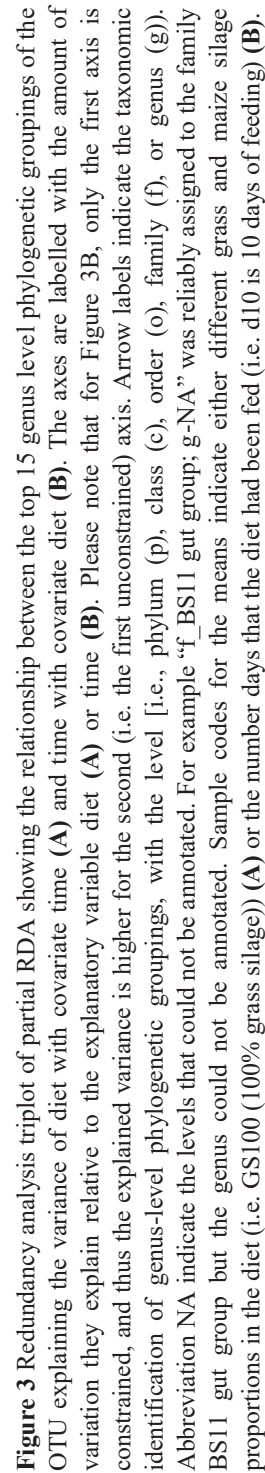 Figure 3 Redundancy analysis triplot of partial RDA showing the relationship between the top 15 genus level phylogenetic groupings of the
OTU explaining the variance of diet with covariate time (A) and time with covariate diet (B). The axes are labelled with the amount of
variation they explain relative to the explanatory variable diet (A) or time (B). Please note that for Figure 3B, only the first axis is
constrained, and thus the explained variance is higher for the second (i.e. the first unconstrained) axis. Arrow labels indicate the taxonomic
identification of genus-level phylogenetic groupings, with the level [i.e., phylum (p), class (c), order (o), family (f), or genus (g)).
Abbreviation NA indicate the levels that could not be annotated. For example “f_BS11 gut group; g-NA” was reliably assigned to the family
BS11 gut group but the genus could not be annotated. Sample codes for the means indicate either different grass and maize silage
proportions in the diet (i.e. GS100 (100% grass silage)) (A) or the number days that the diet had been fed (i.e. d10 is 10 days of feeding) (B).